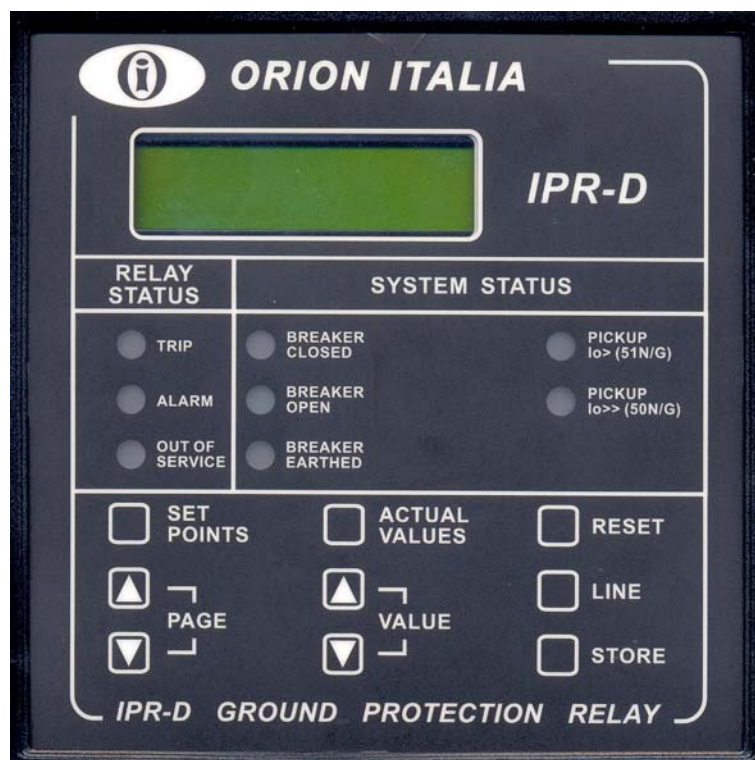 ORION ITALIA
IPR-D
RELAY
STATUS
SYSTEM STATUS
TRIP
ALARM
OUT OF
SERVICE
BREAKER
CLOSED
BREAKER
OPEN
BREAKER
EARTHED
PICKUP
Io> (51N/G)
PICKUP
Io>> (50N/G)
SET
POINTS
ACTUAL
VALUES
RESET
PAGE
VALUE
LINE
STORE
IPR-D GROUND PROTECTION RELAY